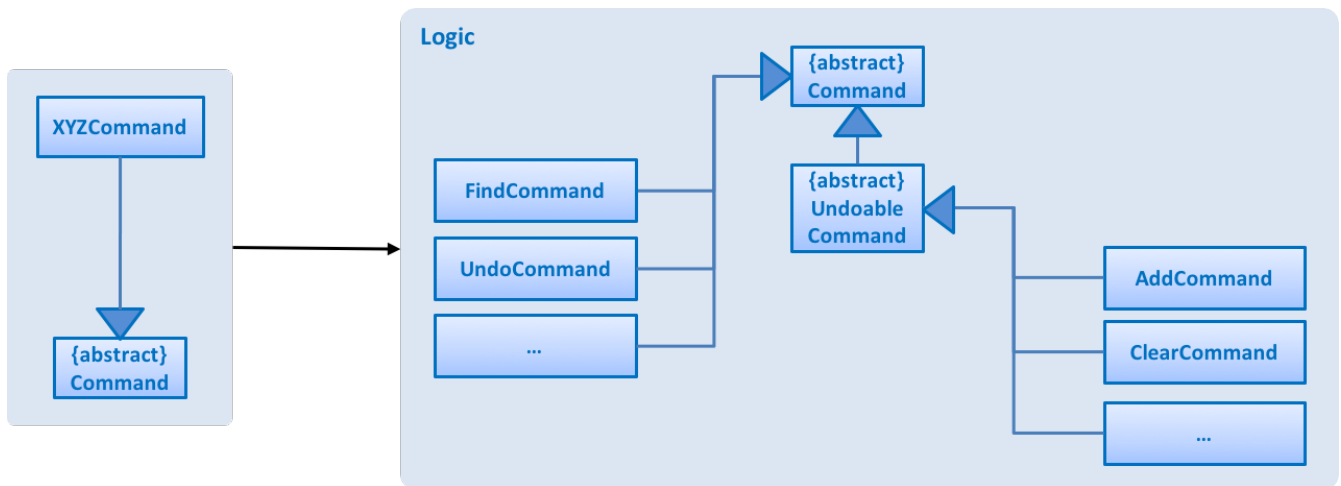 XYZCommand
{abstract}
Command
Logic
{abstract}
Command
FindCommand
UndoCommand
...
{abstract}
Undoable
Command
AddCommand
ClearCommand
...